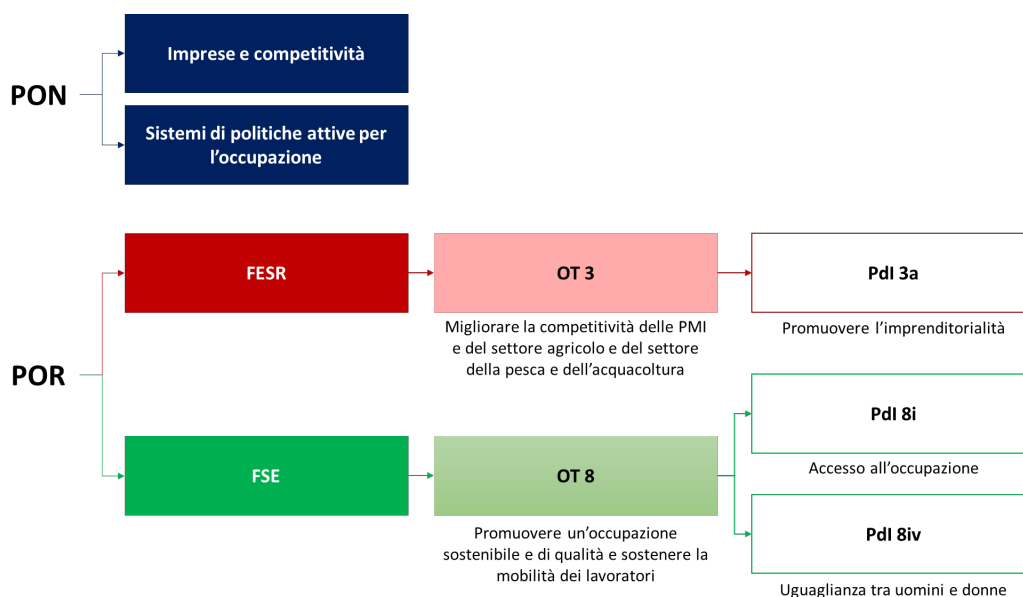 PON
Imprese e competitività
Sistemi di politiche attive per
l'occupazione
POR
FESR
OT 3
Migliorare la competitività delle PMI
e del settore agricolo e del settore
della pesca e dell'acquacoltura
PdI 3a
Promuovere l'imprenditorialità
FSE
OT 8
Promuovere un'occupazione
sostenibile e di qualità e sostenere la
mobilità dei lavoratori
PdI 8i
Accesso all'occupazione
PdI 8iv
Uguaglianza tra uomini e donne